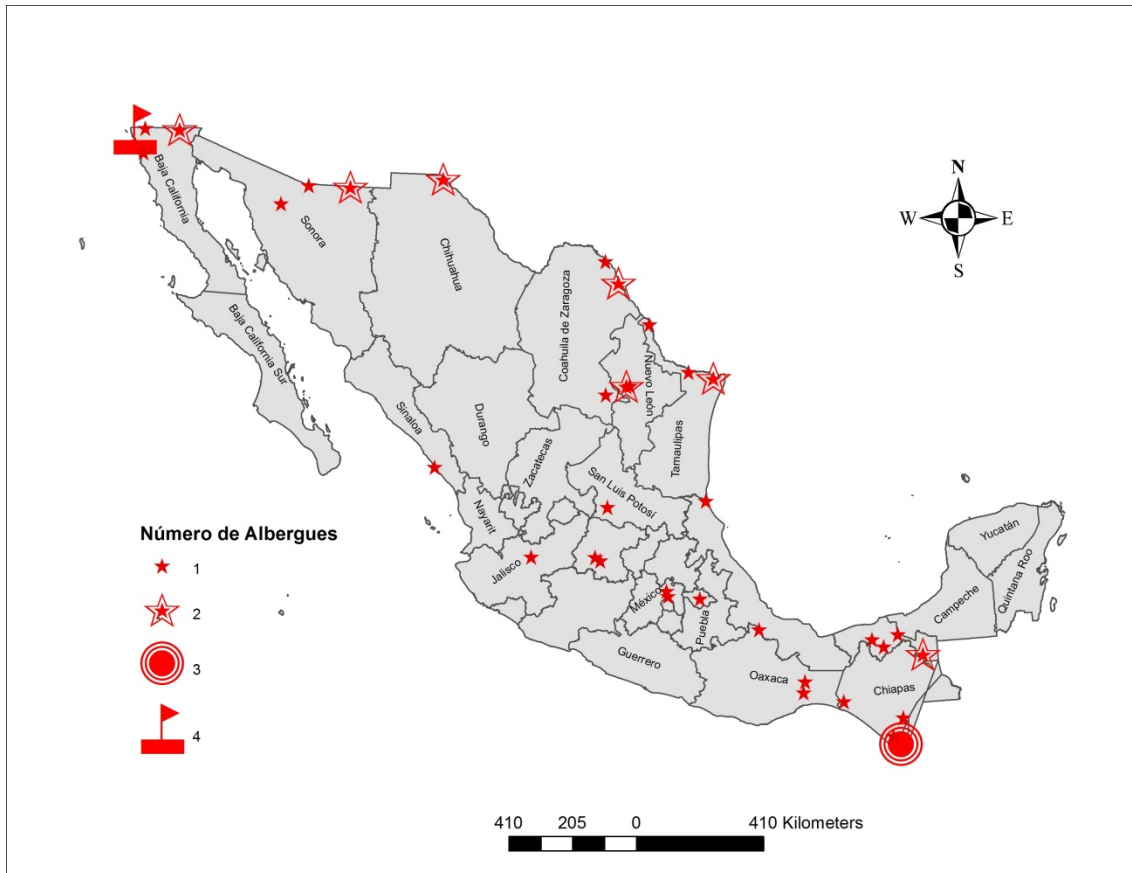 N
W
E
S
Baja California
Sonora
Chihuahua
Coahuila de Zaragoza
Baja California Sur
Nuevo León
Sinaloa
Durango
Tamaulipas
Zacatecas
San Luis Potosí
Nayarit
Número de Albergues
1
2
3
4
Jalisco
México
Puebla
Guerrero
Oaxaca
Chiapas
Yucatán
Quintana Roo
Campeche
410 205 0 410 Kilometers